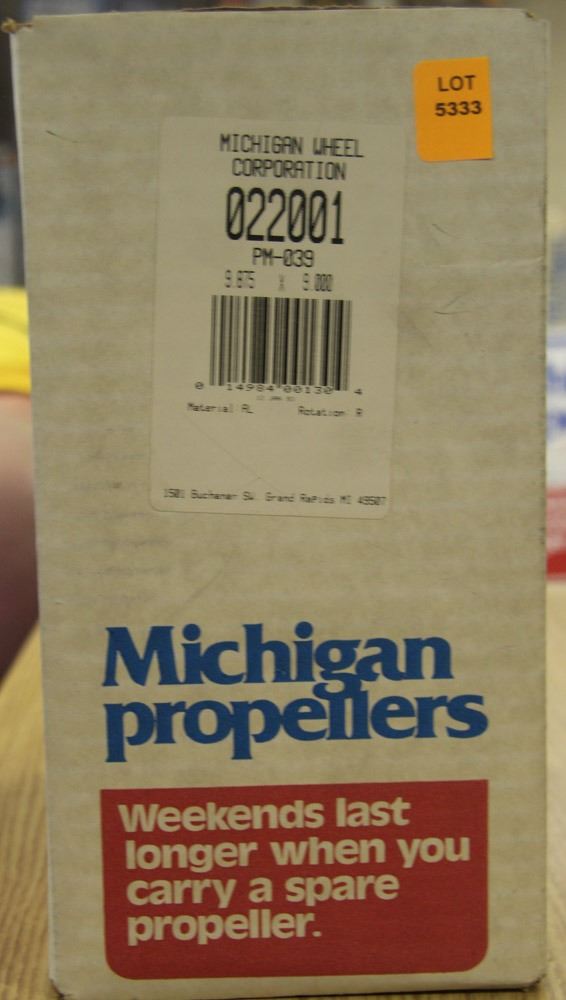 LOT
5333
MICHIGAN WHEEL
CORPORATION
022001
PM-039
9.875 X 9.000
0 14984 00130 4
Material AL Rotation R
1501 Buchanan SW. Grand Rapids MI 49507
Michigan
propellers
Weekends last
longer when you
carry a spare
propeller.